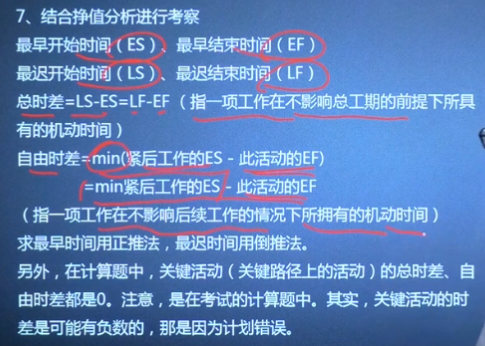 7、结合挣值分析进行考察
最早开始时间（ES）、最早结束时间（EF）
最迟开始时间（LS）、最迟结束时间（LF）
总时差=LS-ES=LF-EF（指一项工作在不影响总工期的前提下所具
有的机动时间）
自由时差=min(紧后工作的ES - 此活动的EF)
=min紧后工作的ES - 此活动的EF
（指一项工作在不影响后续工作的情况下所拥有的机动时间）
求最早时间用正推法，最迟时间用倒推法。
另外，在计算题中，关键活动（关键路径上的活动）的总时差、自
由时差都是0。注意，是在考试的计算题中。其实，关键活动的时
差是可能有负数的，那是因为计划错误。